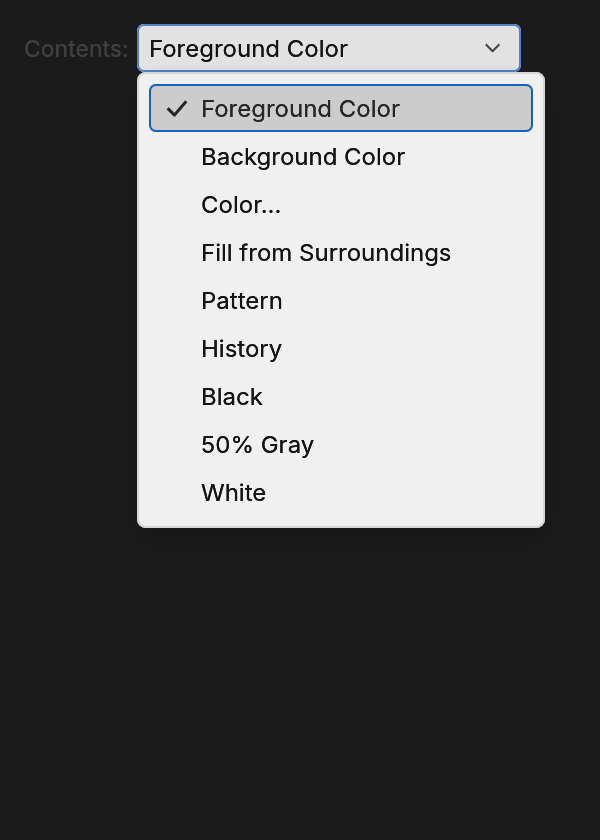 Contents: Foreground Color
Foreground Color
Background Color
Color...
Fill from Surroundings
Pattern
History
Black
50% Gray
White